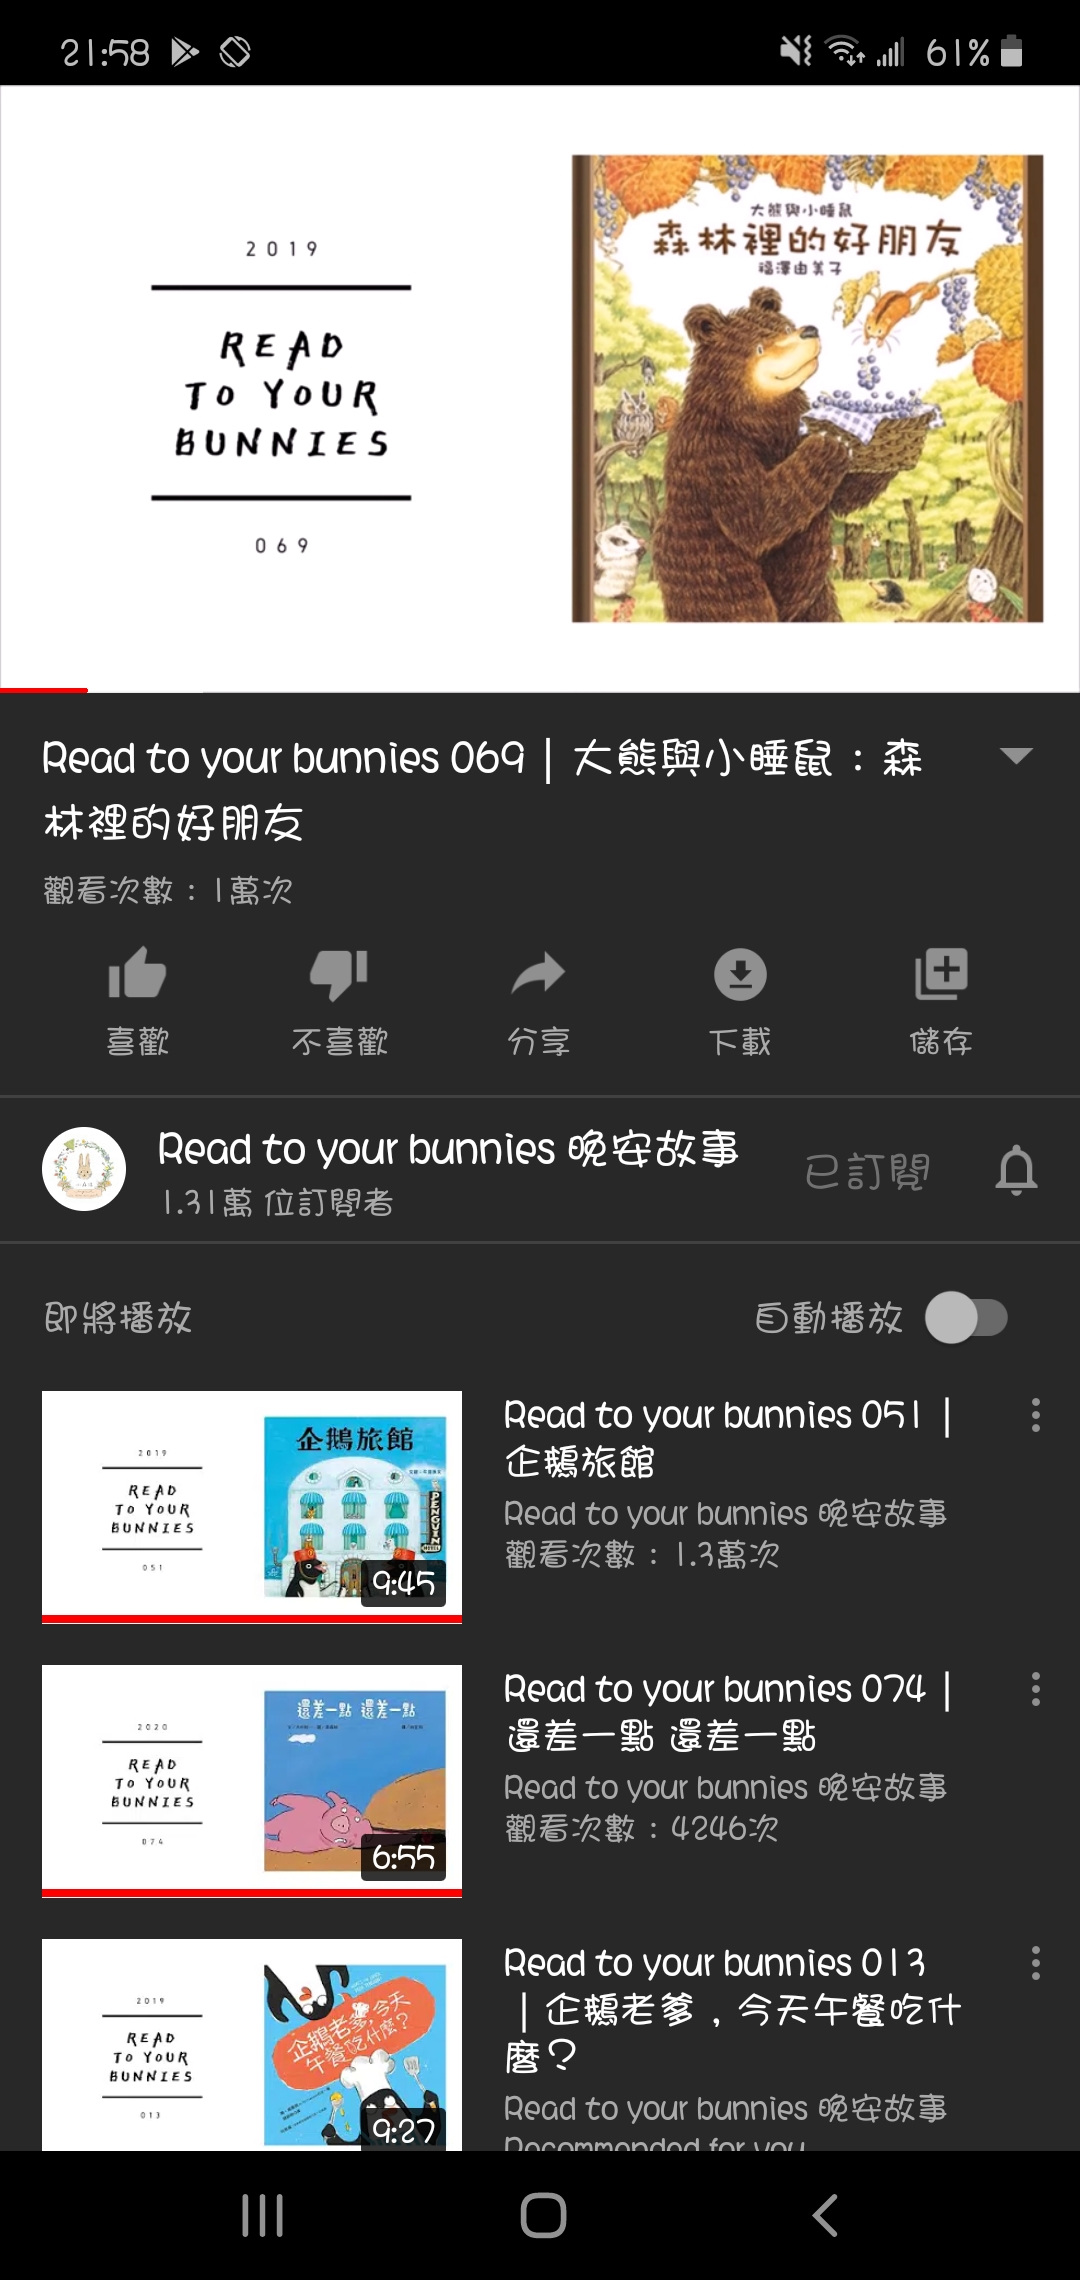 21:58
61%
2019
READ
TO YOUR
BUNNIES
069
大熊與小睡鼠
森林裡的好朋友
福澤由美子
Read to your bunnies 069｜大熊與小睡鼠：森
林裡的好朋友
觀看次數：1萬次
喜歡
不喜歡
分享
下載
儲存
Read to your bunnies 晚安故事
1.31萬 位訂閱者
已訂閱
即將播放
自動播放
2019
READ
TO YOUR
BUNNIES
051
企鵝旅館
PENGUIN
9:45
Read to your bunnies 051｜
企鵝旅館
Read to your bunnies 晚安故事
觀看次數：1.3萬次
2020
READ
TO YOUR
BUNNIES
074
還差一點 還差一點
6:55
Read to your bunnies 074｜
還差一點 還差一點
Read to your bunnies 晚安故事
觀看次數：4246次
2019
READ
TO YOUR
BUNNIES
013
企鵝老爹,今天
午餐吃什麼?
9:27
Read to your bunnies 013
｜企鵝老爹，今天午餐吃什
麼？
Read to your bunnies 晚安故事
Recommended for you